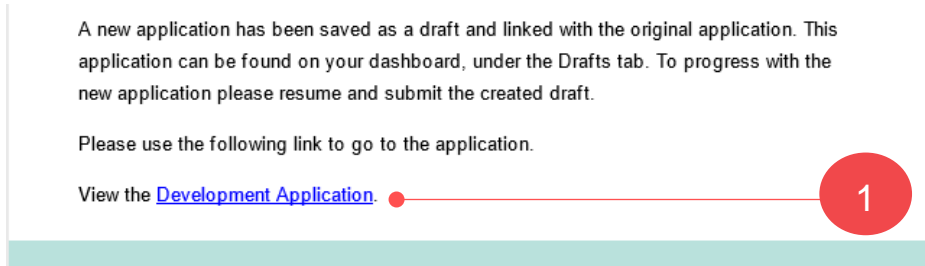 A new application has been saved as a draft and linked with the original application. This
application can be found on your dashboard, under the Drafts tab. To progress with the
new application please resume and submit the created draft.
Please use the following link to go to the application.
View the Development Application.
1